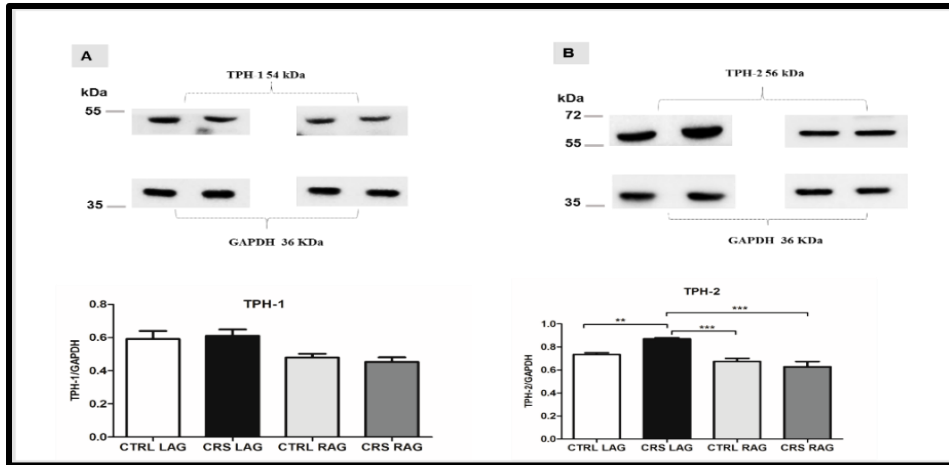 A
TPH-1 54 kDa
kDa
55
35
GAPDH 36 KDa
TPH-1
TPH-1/GAPDH
0.8
0.6
0.4
0.2
0.0
CTRL LAG CRS LAG CTRL RAG CRS RAG
B
TPH-2 56 kDa
kDa
72
55
35
GAPDH 36 KDa
TPH-2
***
** ***
TPH-2/GAPDH
1.0
0.8
0.6
0.4
0.2
0.0
CTRL LAG CRS LAG CTRL RAG CRS RAG